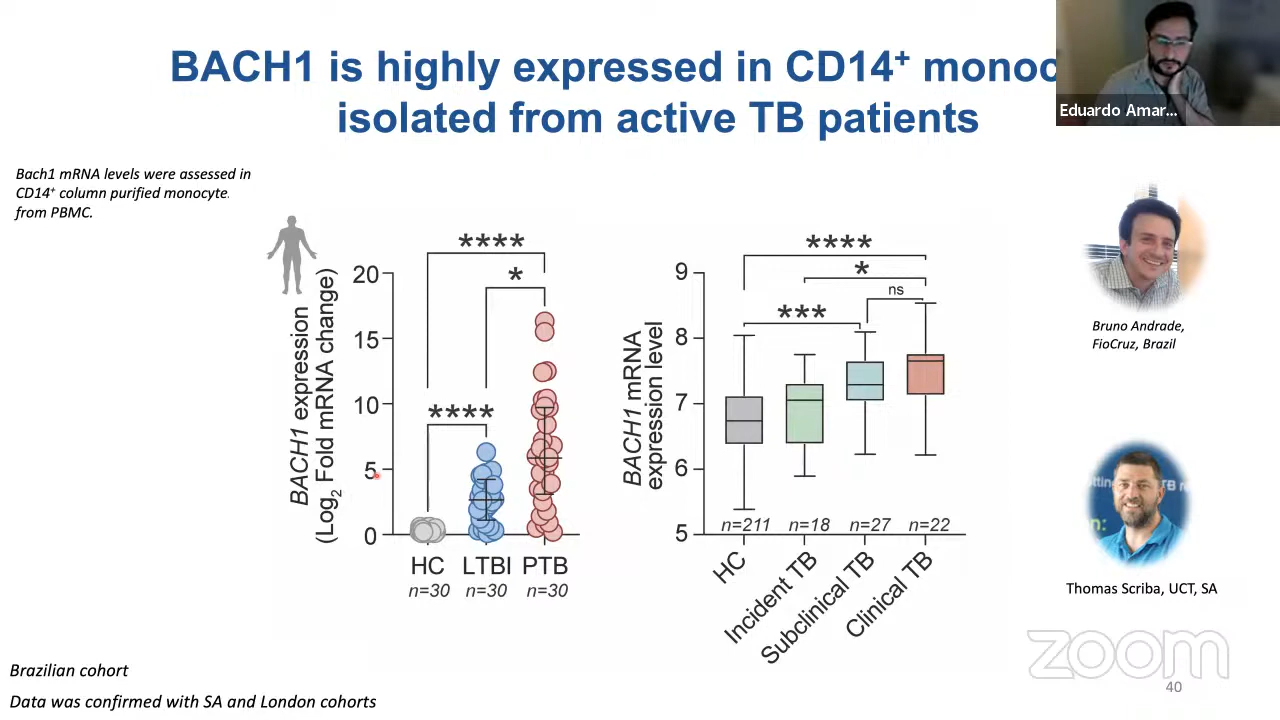 BACH1 is highly expressed in CD14⁺ monoc
isolated from active TB patients
Eduardo Amar...
Bach1 mRNA levels were assessed in
CD14⁺ column purified monocyte
from PBMC.
BACH1 expression
(Log₂ Fold mRNA change)
20
15
10
5
0
****
*
****
HC
LTBI
PTB
n=30
n=30
n=30
BACH1 mRNA
expression level
9
8
7
6
5
****
*
ns
***
n=211
n=18
n=27
n=22
HC
Incident TB
Subclinical TB
Clinical TB
Bruno Andrade,
FioCruz, Brazil
Thomas Scriba, UCT, SA
Brazilian cohort
Data was confirmed with SA and London cohorts
zoom
40